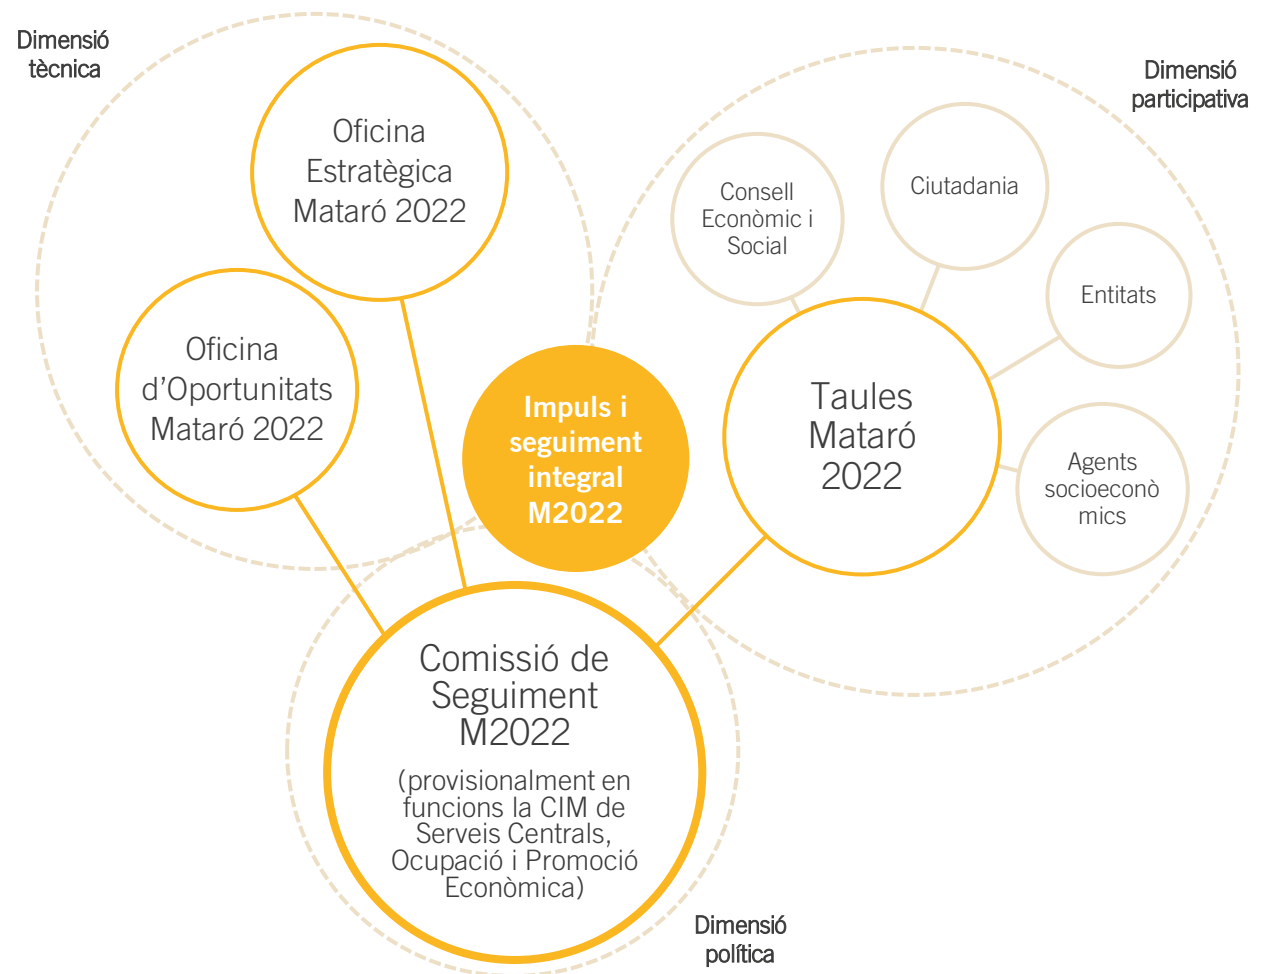 Dimensió
tècnica
Oficina
Estratègica
Mataró 2022
Oficina
d'Oportunitats
Mataró 2022
Impuls i
seguiment
integral
M2022
Dimensió
participativa
Consell
Econòmic i
Social
Ciutadania
Entitats
Agents
socioeconò
mics
Taules
Mataró
2022
Comissió de
Seguiment
M2022
(provisionalment en
funcions la CIM de
Serveis Centrals,
Ocupació i Promoció
Econòmica)
Dimensió
política